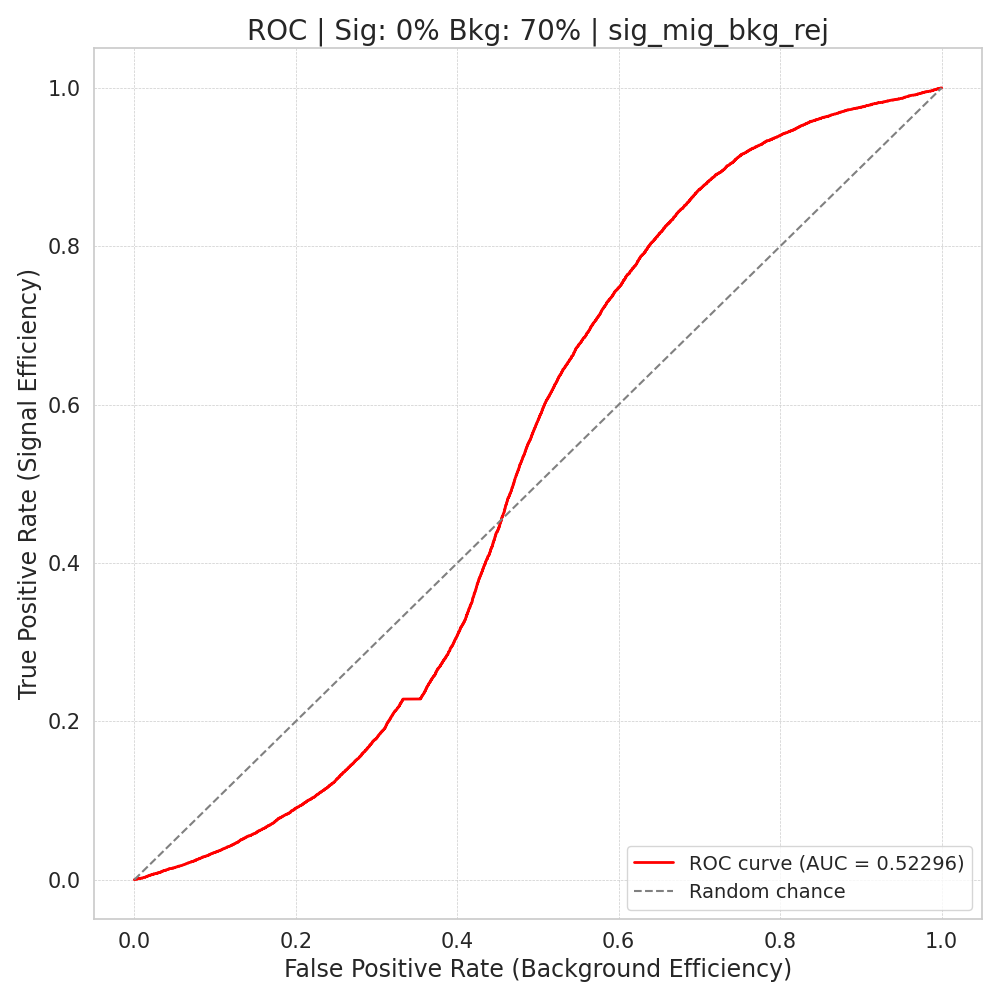 ROC | Sig: 0% Bkg: 70% | sig_mig_bkg_rej
True Positive Rate (Signal Efficiency)
1.0
0.8
0.6
0.4
0.2
0.0
ROC curve (AUC = 0.52296)
Random chance
0.0 0.2 0.4 0.6 0.8 1.0
False Positive Rate (Background Efficiency)